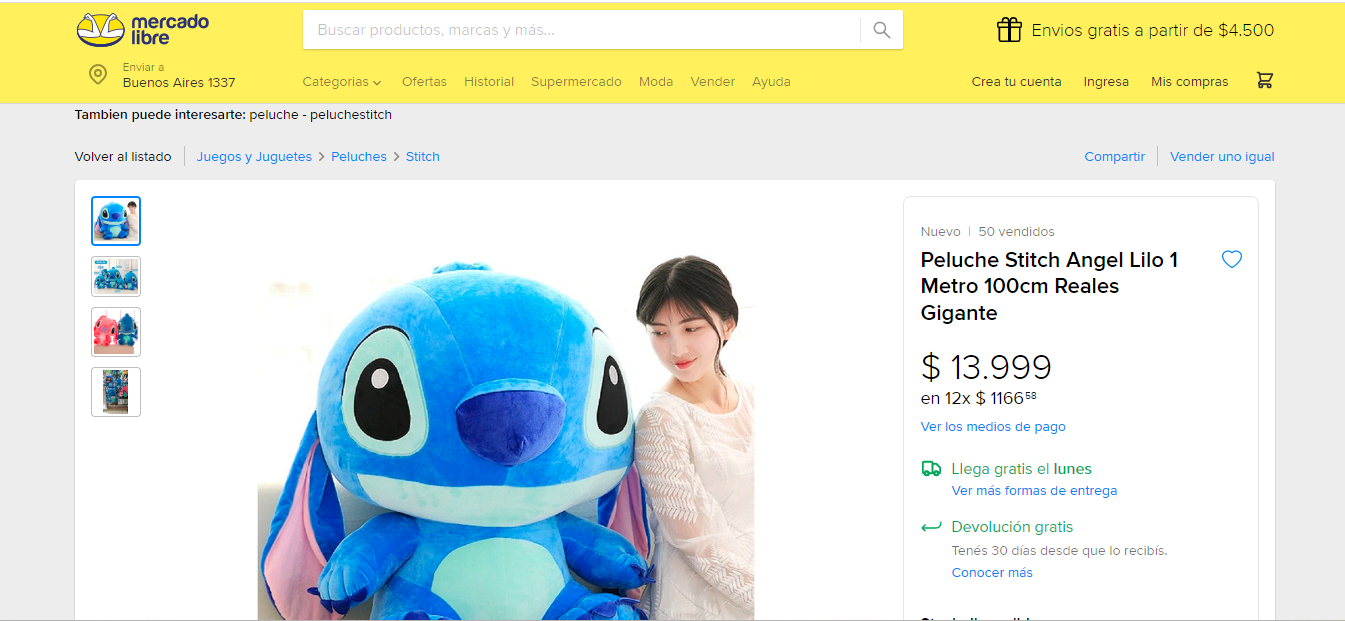 mercado
libre
Buscar productos, marcas y más...
Envios gratis a partir de $4.500
Enviar a
Buenos Aires 1337
Categorias
Ofertas
Historial
Supermercado
Moda
Vender
Ayuda
Crea tu cuenta
Ingresa
Mis compras
Tambien puede interesarte: peluche - peluchestitch
Volver al listado
Juegos y Juguetes > Peluches > Stitch
Compartir
Vender uno igual
Nuevo | 50 vendidos
Peluche Stitch Angel Lilo 1
Metro 100cm Reales
Gigante
$ 13.999
en 12x $ 1166⁵⁸
Ver los medios de pago
Llega gratis el lunes
Ver más formas de entrega
Devolución gratis
Tenés 30 días desde que lo recibís.
Conocer más